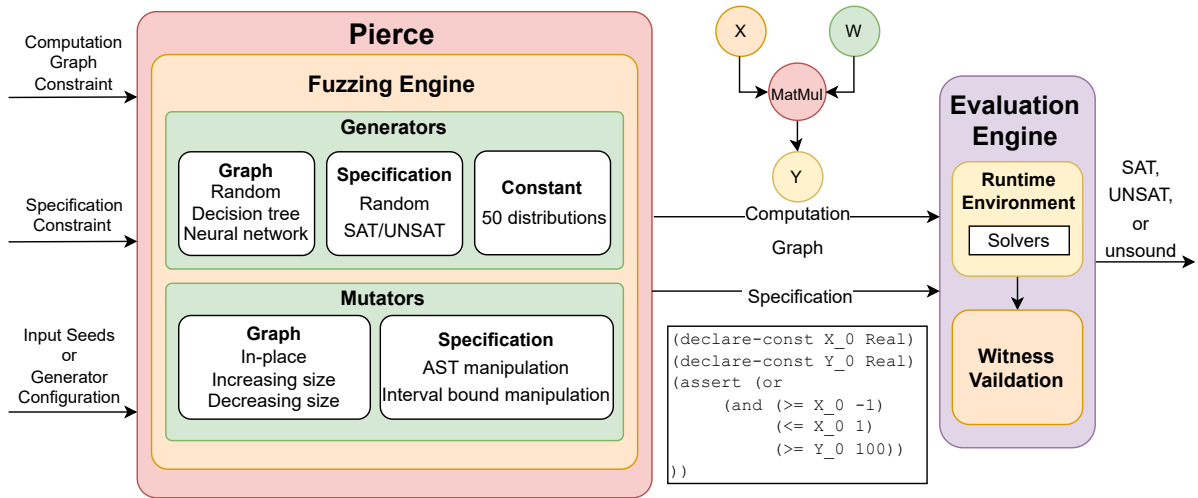 Computation
Graph
Constraint
Specification
Constraint
Input Seeds
or
Generator
Configuration
Pierce
Fuzzing Engine
Generators
Graph
Random
Decision tree
Neural network
Specification
Random
SAT/UNSAT
Constant
50 distributions
Mutators
Graph
In-place
Increasing size
Decreasing size
Specification
AST manipulation
Interval bound manipulation
X
W
MatMul
Y
Computation
Graph
Specification
(declare-const X_0 Real)
(declare-const Y_0 Real)
(assert (or
(and (>= X_0 -1)
(<= X_0 1)
(>= Y_0 100))
))
Evaluation
Engine
Runtime
Environment
Solvers
Witness
Vaildation
SAT,
UNSAT,
or
unsound